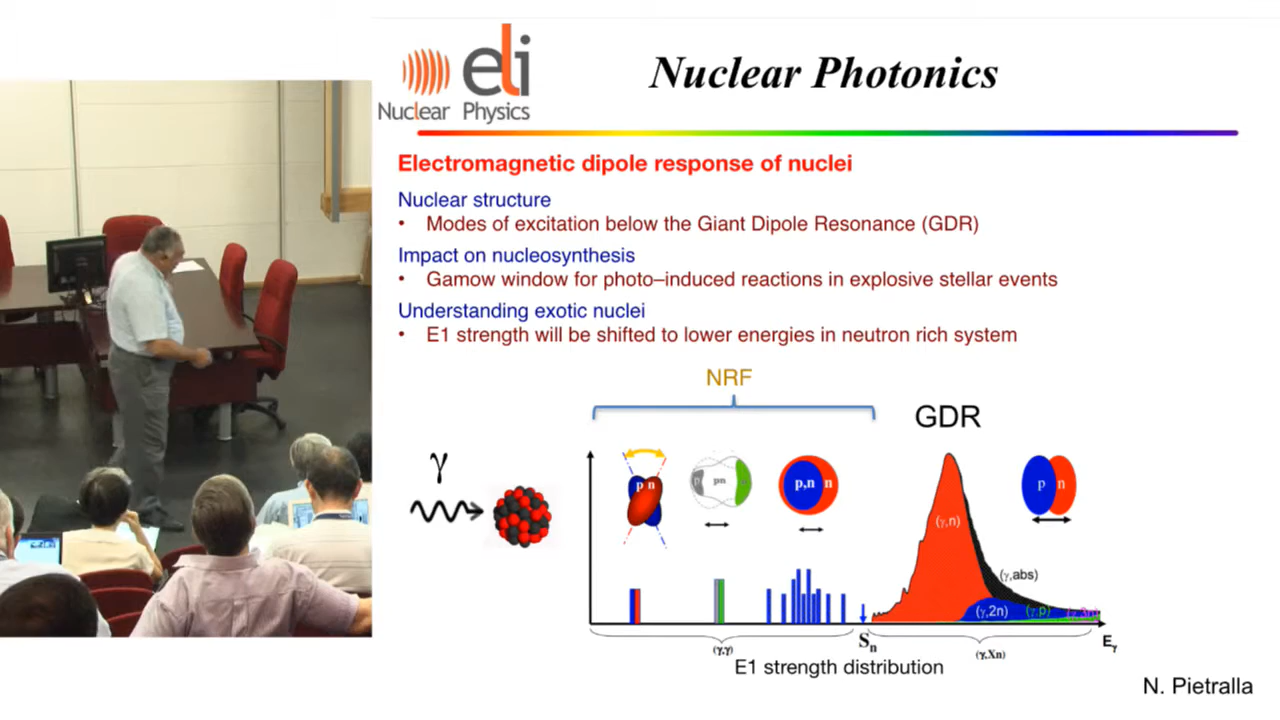 eli
Nuclear Physics
Nuclear Photonics
Electromagnetic dipole response of nuclei
Nuclear structure
• Modes of excitation below the Giant Dipole Resonance (GDR)
Impact on nucleosynthesis
• Gamow window for photo–induced reactions in explosive stellar events
Understanding exotic nuclei
• E1 strength will be shifted to lower energies in neutron rich system
NRF
GDR
γ
p n
pn
p,n n
p n
(γ,n)
(γ,abs)
(γ,2n)
(γ,p)
Sn
Eγ
(γ,γ)
(γ,Xn)
E1 strength distribution
N. Pietralla